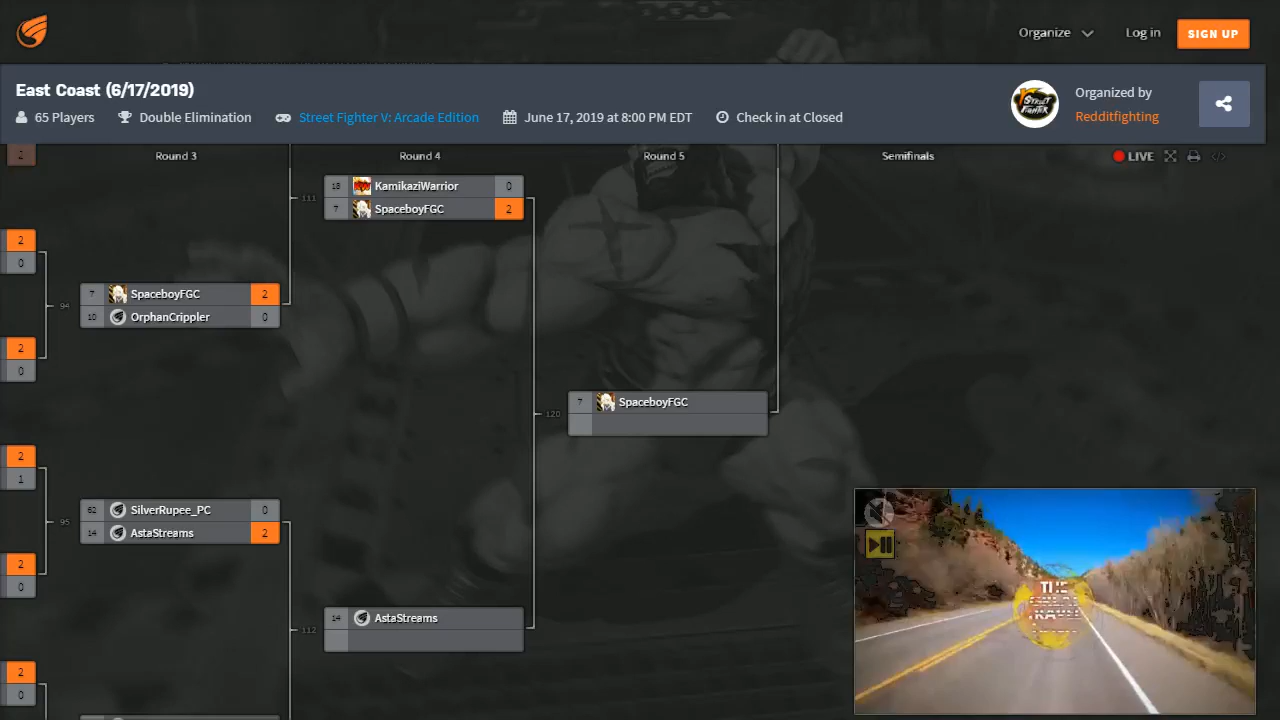 Organize
Log in
SIGN UP
East Coast (6/17/2019)
65 Players
Double Elimination
Street Fighter V: Arcade Edition
June 17, 2019 at 8:00 PM EDT
Check in at Closed
STREET FIGHTER
Organized by
Redditfighting
2
Round 3
Round 4
Round 5
Semifinals
LIVE
13 KamikaziWarrior 0
111
7 SpaceboyFGC 2
2
0
7 SpaceboyFGC 2
94
10 OrphanCrippler 0
2
0
7 SpaceboyFGC
120
2
1
62 SilverRupee_PC 0
95
14 AstaStreams 2
2
0
14 AstaStreams
112
2
0
THE